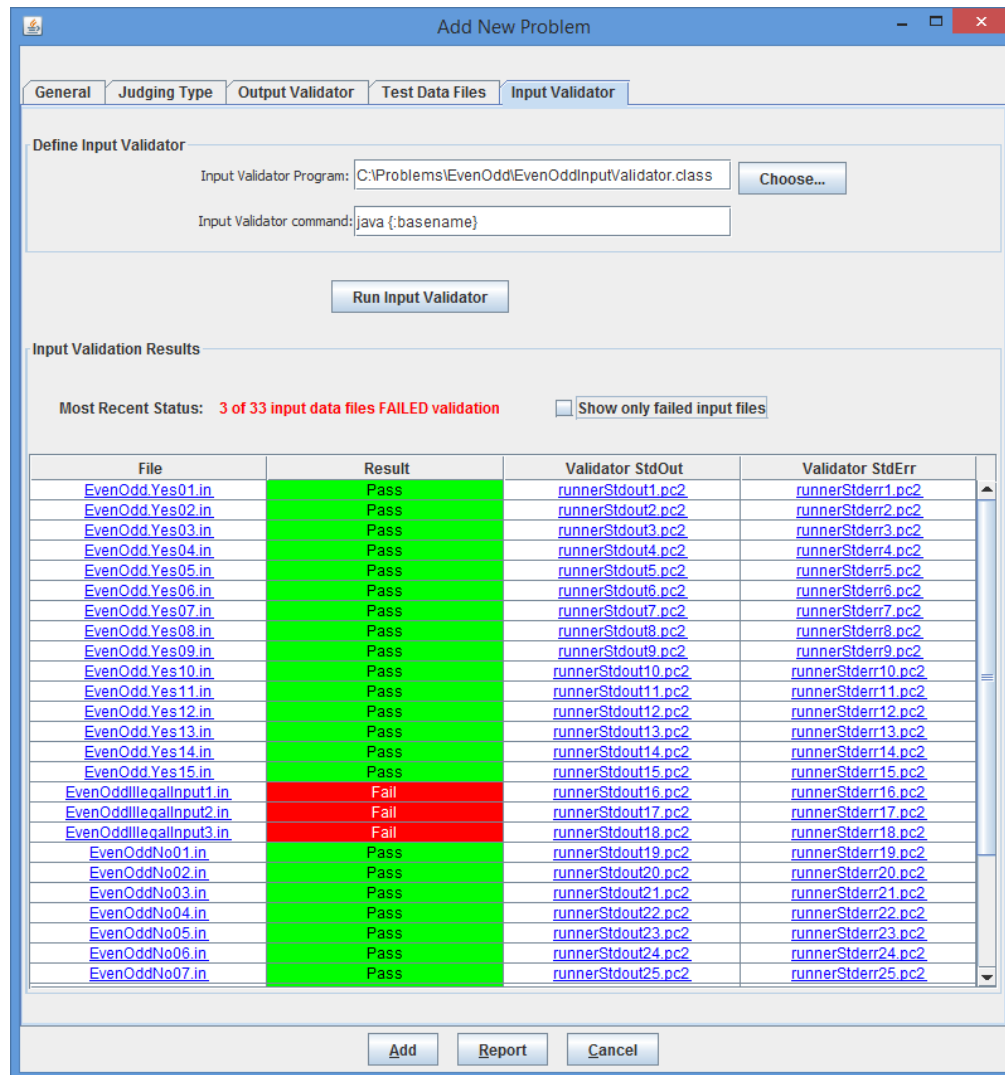 Add New Problem
General Judging Type Output Validator Test Data Files Input Validator
Define Input Validator
Input Validator Program: C:\Problems\EvenOdd\EvenOddInputValidator.class Choose...
Input Validator command: java {:basename}
Run Input Validator
Input Validation Results
Most Recent Status: 3 of 33 input data files FAILED validation Show only failed input files
File Result Validator StdOut Validator StdErr
EvenOdd.Yes01.in Pass runnerStdout1.pc2 runnerStderr1.pc2
EvenOdd.Yes02.in Pass runnerStdout2.pc2 runnerStderr2.pc2
EvenOdd.Yes03.in Pass runnerStdout3.pc2 runnerStderr3.pc2
EvenOdd.Yes04.in Pass runnerStdout4.pc2 runnerStderr4.pc2
EvenOdd.Yes05.in Pass runnerStdout5.pc2 runnerStderr5.pc2
EvenOdd.Yes06.in Pass runnerStdout6.pc2 runnerStderr6.pc2
EvenOdd.Yes07.in Pass runnerStdout7.pc2 runnerStderr7.pc2
EvenOdd.Yes08.in Pass runnerStdout8.pc2 runnerStderr8.pc2
EvenOdd.Yes09.in Pass runnerStdout9.pc2 runnerStderr9.pc2
EvenOdd.Yes10.in Pass runnerStdout10.pc2 runnerStderr10.pc2
EvenOdd.Yes11.in Pass runnerStdout11.pc2 runnerStderr11.pc2
EvenOdd.Yes12.in Pass runnerStdout12.pc2 runnerStderr12.pc2
EvenOdd.Yes13.in Pass runnerStdout13.pc2 runnerStderr13.pc2
EvenOdd.Yes14.in Pass runnerStdout14.pc2 runnerStderr14.pc2
EvenOdd.Yes15.in Pass runnerStdout15.pc2 runnerStderr15.pc2
EvenOddIllegalInput1.in Fail runnerStdout16.pc2 runnerStderr16.pc2
EvenOddIllegalInput2.in Fail runnerStdout17.pc2 runnerStderr17.pc2
EvenOddIllegalInput3.in Fail runnerStdout18.pc2 runnerStderr18.pc2
EvenOddNo01.in Pass runnerStdout19.pc2 runnerStderr19.pc2
EvenOddNo02.in Pass runnerStdout20.pc2 runnerStderr20.pc2
EvenOddNo03.in Pass runnerStdout21.pc2 runnerStderr21.pc2
EvenOddNo04.in Pass runnerStdout22.pc2 runnerStderr22.pc2
EvenOddNo05.in Pass runnerStdout23.pc2 runnerStderr23.pc2
EvenOddNo06.in Pass runnerStdout24.pc2 runnerStderr24.pc2
EvenOddNo07.in Pass runnerStdout25.pc2 runnerStderr25.pc2
Add Report Cancel